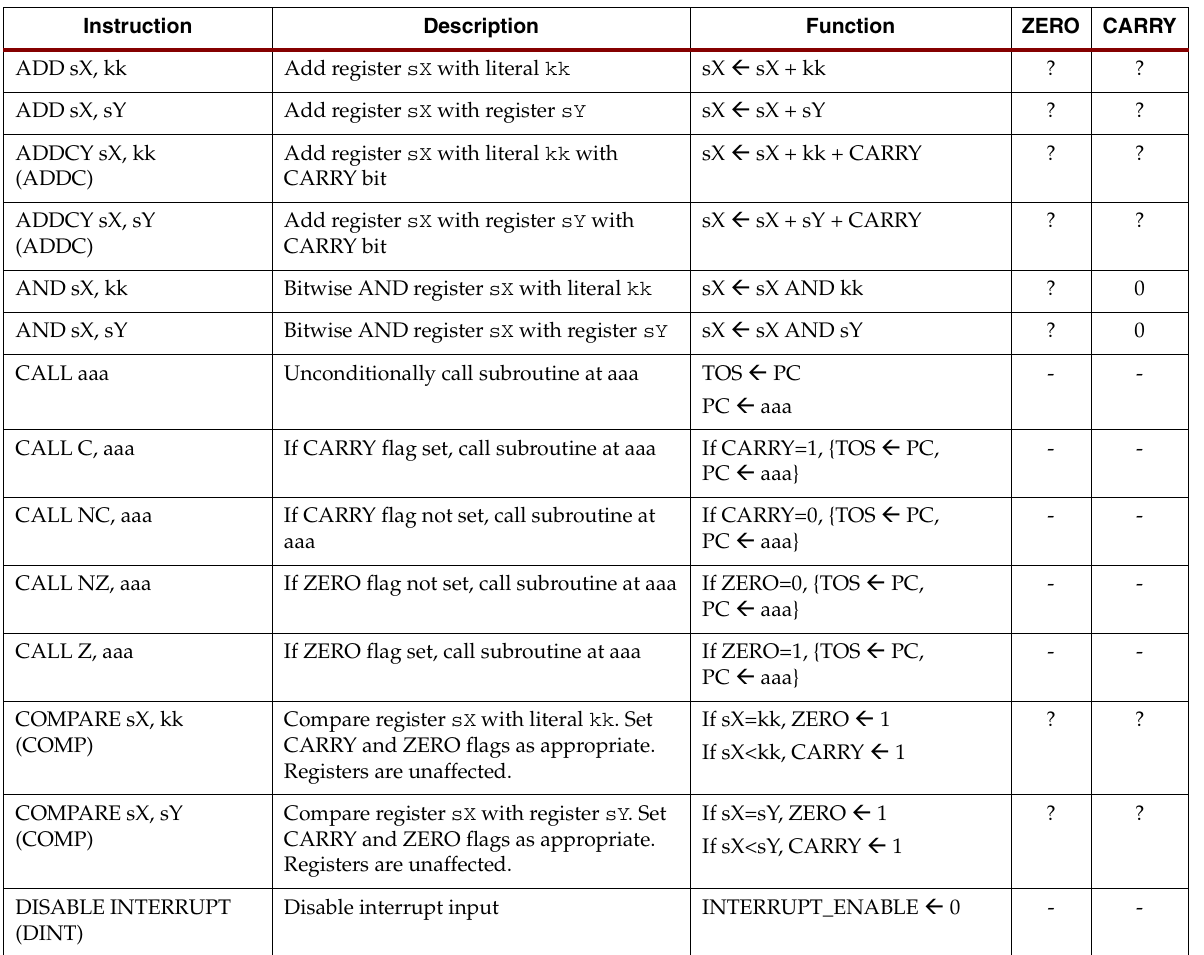 Instruction Description Function ZERO CARRY
ADD sX, kk Add register sX with literal kk sX ← sX + kk ? ?
ADD sX, sY Add register sX with register sY sX ← sX + sY ? ?
ADDCY sX, kk Add register sX with literal kk with sX ← sX + kk + CARRY ? ?
(ADDC) CARRY bit
ADDCY sX, sY Add register sX with register sY with sX ← sX + sY + CARRY ? ?
(ADDC) CARRY bit
AND sX, kk Bitwise AND register sX with literal kk sX ← sX AND kk ? 0
AND sX, sY Bitwise AND register sX with register sY sX ← sX AND sY ? 0
CALL aaa Unconditionally call subroutine at aaa TOS ← PC - -
PC ← aaa
CALL C, aaa If CARRY flag set, call subroutine at aaa If CARRY=1, {TOS ← PC, - -
PC ← aaa}
CALL NC, aaa If CARRY flag not set, call subroutine at If CARRY=0, {TOS ← PC, - -
aaa PC ← aaa}
CALL NZ, aaa If ZERO flag not set, call subroutine at aaa If ZERO=0, {TOS ← PC, - -
PC ← aaa}
CALL Z, aaa If ZERO flag set, call subroutine at aaa If ZERO=1, {TOS ← PC, - -
PC ← aaa}
COMPARE sX, kk Compare register sX with literal kk. Set If sX=kk, ZERO ← 1 ? ?
(COMP) CARRY and ZERO flags as appropriate. If sX<kk, CARRY ← 1
Registers are unaffected.
COMPARE sX, sY Compare register sX with register sY. Set If sX=sY, ZERO ← 1 ? ?
(COMP) CARRY and ZERO flags as appropriate. If sX<sY, CARRY ← 1
Registers are unaffected.
DISABLE INTERRUPT Disable interrupt input INTERRUPT_ENABLE ← 0 - -
(DINT)